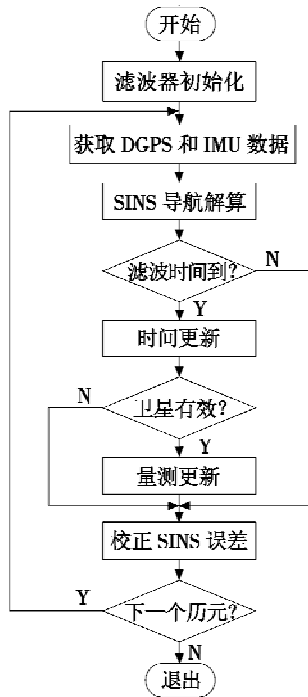 开始
滤波器初始化
获取 DGPS 和 IMU 数据
SINS 导航解算
滤波时间到?
N
Y
时间更新
N
卫星有效?
Y
量测更新
校正 SINS 误差
Y
下一个历元?
N
退出